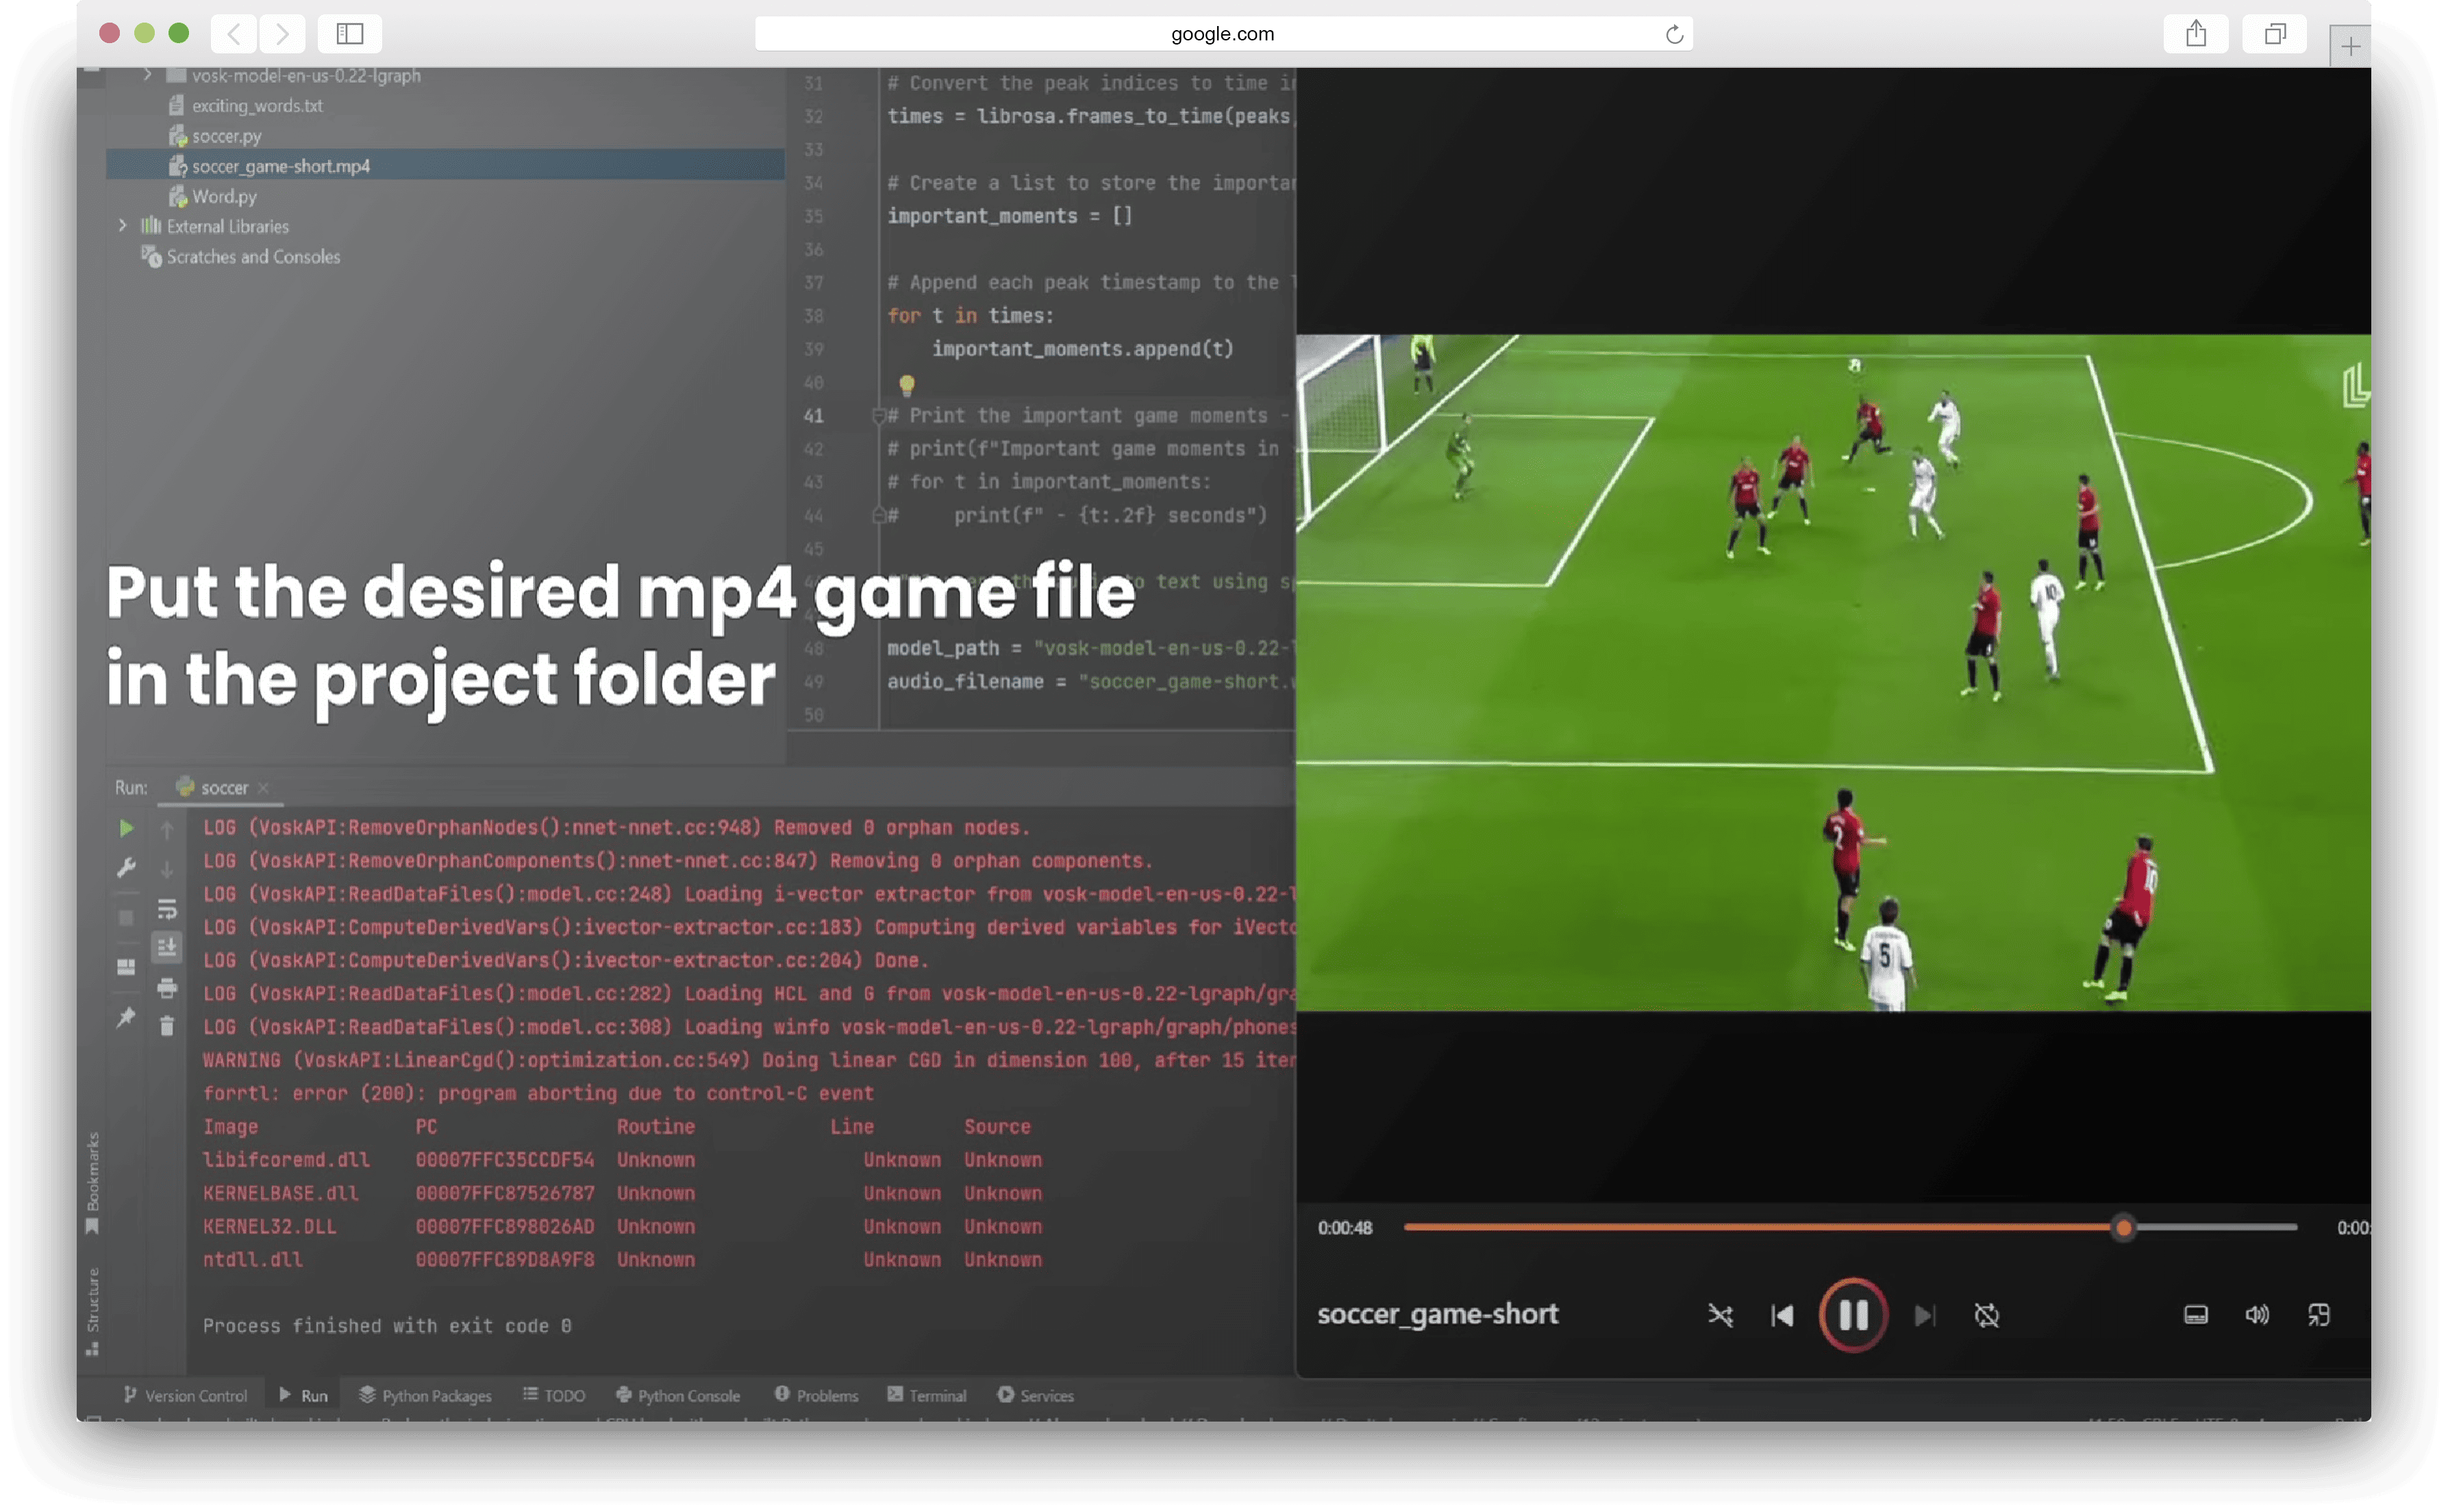 google.com
vosk-model-en-us-0.22-lgraph
exciting_words.txt
soccer.py
soccer_game-short.mp4
Word.py
External Libraries
Scratches and Consoles
31 # Convert the peak indices to time
32 times = librosa.frames_to_time(peaks,
33
34 # Create a list to store the
35 important_moments = []
36
37 # Append each peak timestamp to the
38 for t in times:
39 important_moments.append(t)
40
41 # Print the important game moments -
42 # print(f"Important game moments in
43 # for t in important_moments:
44 # print(f" - {t:.2f} seconds")
45
to text using
48 model_path = "vosk-model-en-us-0.22-
49 audio_filename = "soccer_game-short.
50
Put the desired mp4 game file
in the project folder
Run: soccer
LOG (VoskAPI:RemoveOrphanNodes():nnet-nnet.cc:948) Removed 0 orphan nodes.
LOG (VoskAPI:RemoveOrphanComponents():nnet-nnet.cc:847) Removing 0 orphan components.
LOG (VoskAPI:ReadDataFiles():model.cc:248) Loading i-vector extractor from vosk-model-en-us-0.22-
LOG (VoskAPI:ComputeDerivedVars():ivector-extractor.cc:183) Computing derived variables for
LOG (VoskAPI:ComputeDerivedVars():ivector-extractor.cc:204) Done.
LOG (VoskAPI:ReadDataFiles():model.cc:282) Loading HCL and G from vosk-model-en-us-0.22-lgraph/
LOG (VoskAPI:ReadDataFiles():model.cc:308) Loading winfo vosk-model-en-us-0.22-lgraph/graph/phones
WARNING (VoskAPI:LinearCgd():optimization.cc:549) Doing linear CGD in dimension 100, after 15
forrtl: error (200): program aborting due to control-C event
Image PC Routine Line Source
libifcoremd.dll 00007FFC35CCDF54 Unknown Unknown Unknown
KERNELBASE.dll 00007FFC87526787 Unknown Unknown Unknown
KERNEL32.DLL 00007FFC898026AD Unknown Unknown Unknown
ntdll.dll 00007FFC89D8A9F8 Unknown Unknown Unknown
Process finished with exit code 0
Bookmarks
Structure
Version Control Run Python Packages TODO Python Console Problems Terminal Services
10
2
10
5
0:00:48
0:00:
soccer_game-short